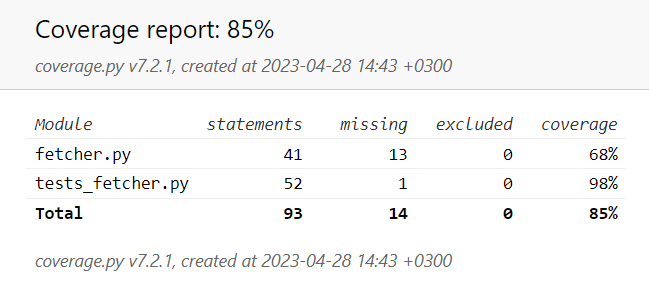 Coverage report: 85%
coverage.py v7.2.1, created at 2023-04-28 14:43 +0300
Module statements missing excluded coverage
fetcher.py 41 13 0 68%
tests_fetcher.py 52 1 0 98%
Total 93 14 0 85%
coverage.py v7.2.1, created at 2023-04-28 14:43 +0300